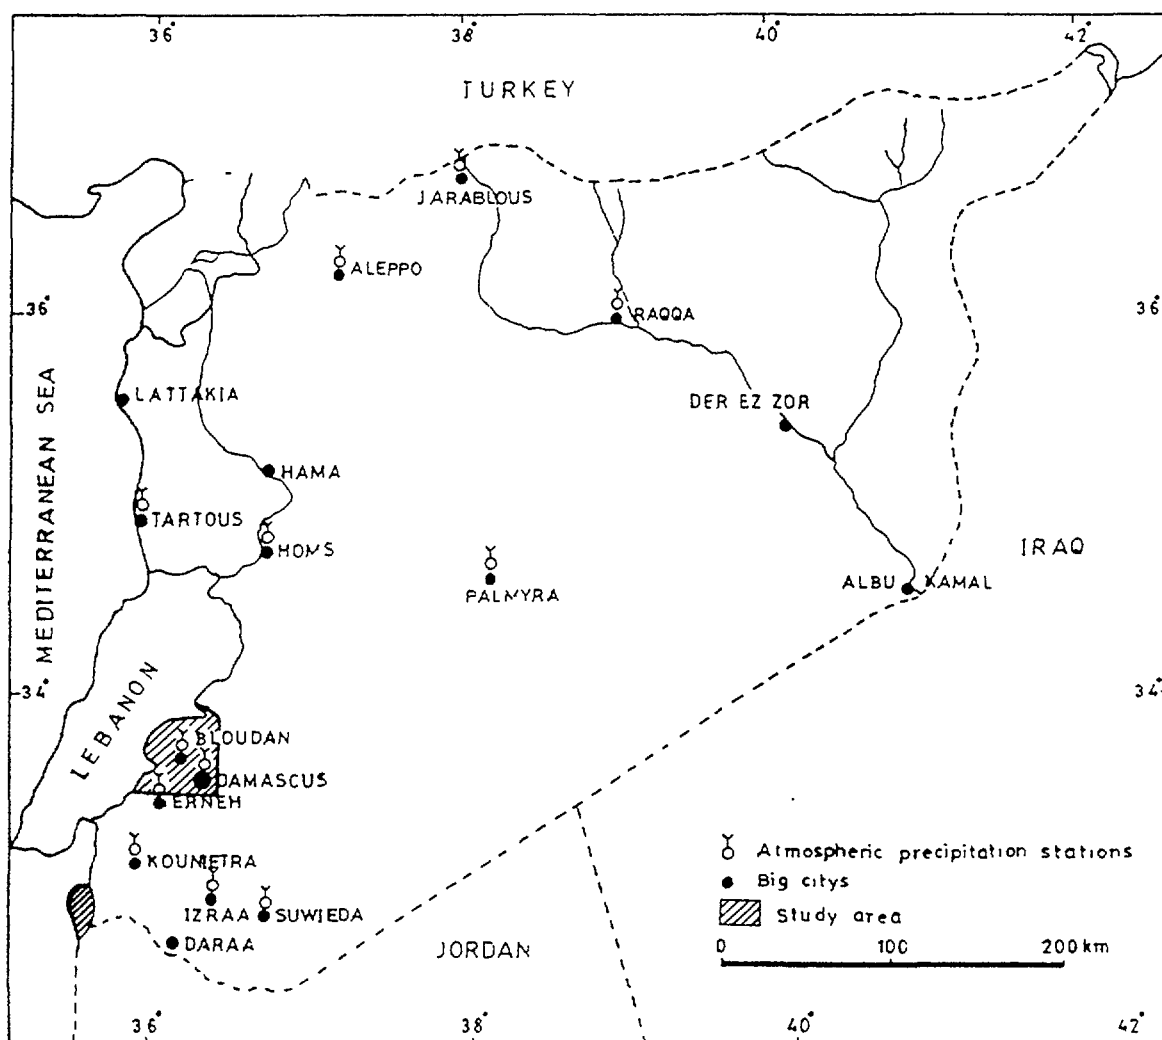 36° 38° 40° 42°
TURKEY
JARABLOUS
ALEPPO
36° RAQQA 36°
LATTAKIA
DER EZ ZOR
MEDITERRANEAN SEA
HAMA
TARTOUS
HOMS
IRAQ
PALMYRA
ALBU KAMAL
34° 34°
LEBANON
BLOUDAN
DAMASCUS
ERNEH
KOUNETRA
IZRAA
SUWIEDA
DARAA
JORDAN
Atmospheric precipitation stations
Big citys
Study area
0 100 200 km
36° 38° 40° 42°